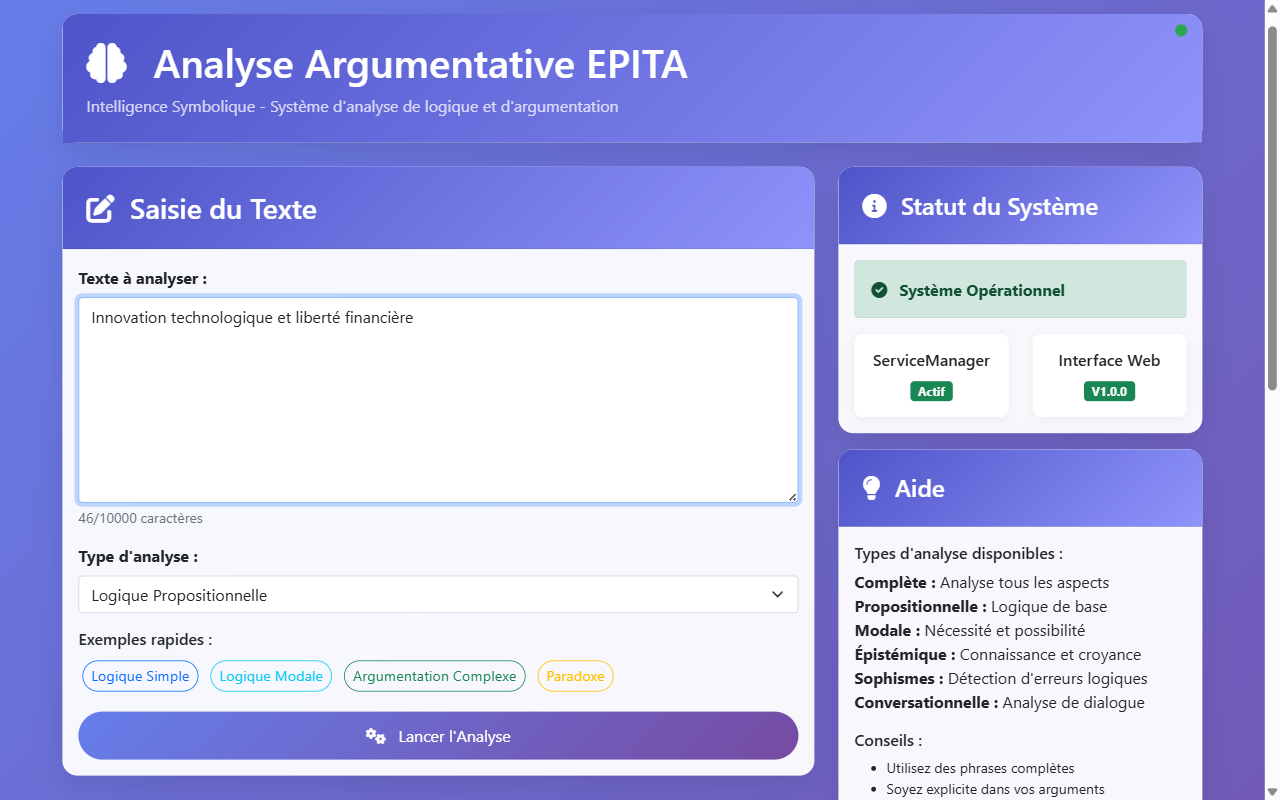 Analyse Argumentative EPITA
Intelligence Symbolique - Système d'analyse de logique et d'argumentation
Saisie du Texte
Texte à analyser :
Innovation technologique et liberté financière
46/10000 caractères
Type d'analyse :
Logique Propositionnelle
Exemples rapides :
Logique Simple
Logique Modale
Argumentation Complexe
Paradoxe
Lancer l'Analyse
Statut du Système
Système Opérationnel
ServiceManager
Actif
Interface Web
V1.0.0
Aide
Types d'analyse disponibles :
Complète : Analyse tous les aspects
Propositionnelle : Logique de base
Modale : Nécessité et possibilité
Épistémique : Connaissance et croyance
Sophismes : Détection d'erreurs logiques
Conversationnelle : Analyse de dialogue
Conseils :
• Utilisez des phrases complètes
• Soyez explicite dans vos arguments